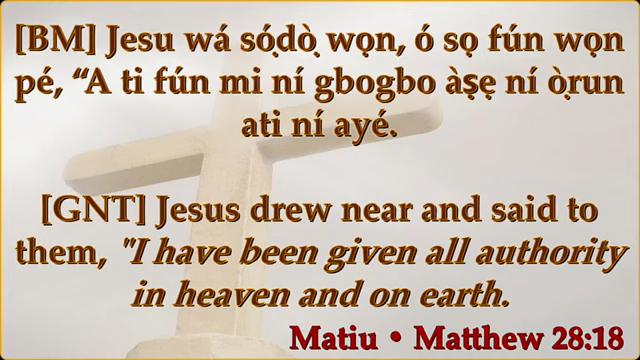 [BM] Jesu wá sọ́dọ̀ wọn, ó sọ fún wọn
pé, “A ti fún mi ní gbogbo àṣẹ ní ọ̀run
ati ní ayé.
[GNT] Jesus drew near and said to
them, "I have been given all authority
in heaven and on earth.
Matiu • Matthew 28:18